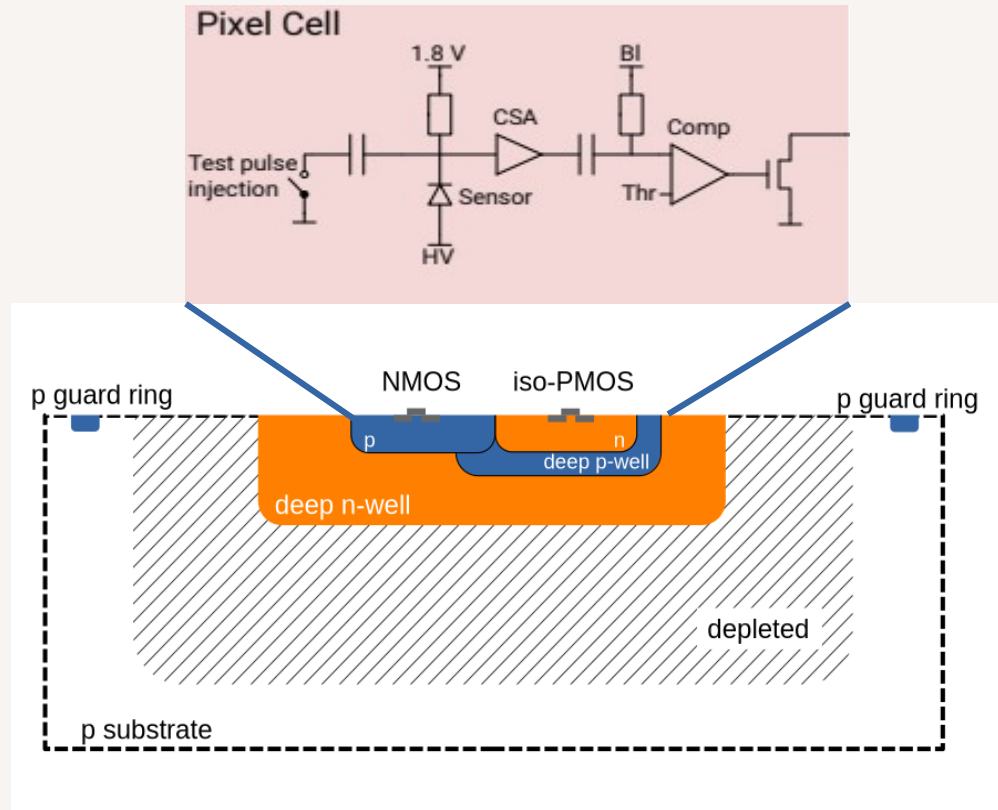 Pixel Cell
1.8 V
Bl
CSA
Comp
Test pulse
injection
Sensor
Thr
HV
NMOS
iso-PMOS
p guard ring
p guard ring
p
n
deep p-well
deep n-well
depleted
p substrate